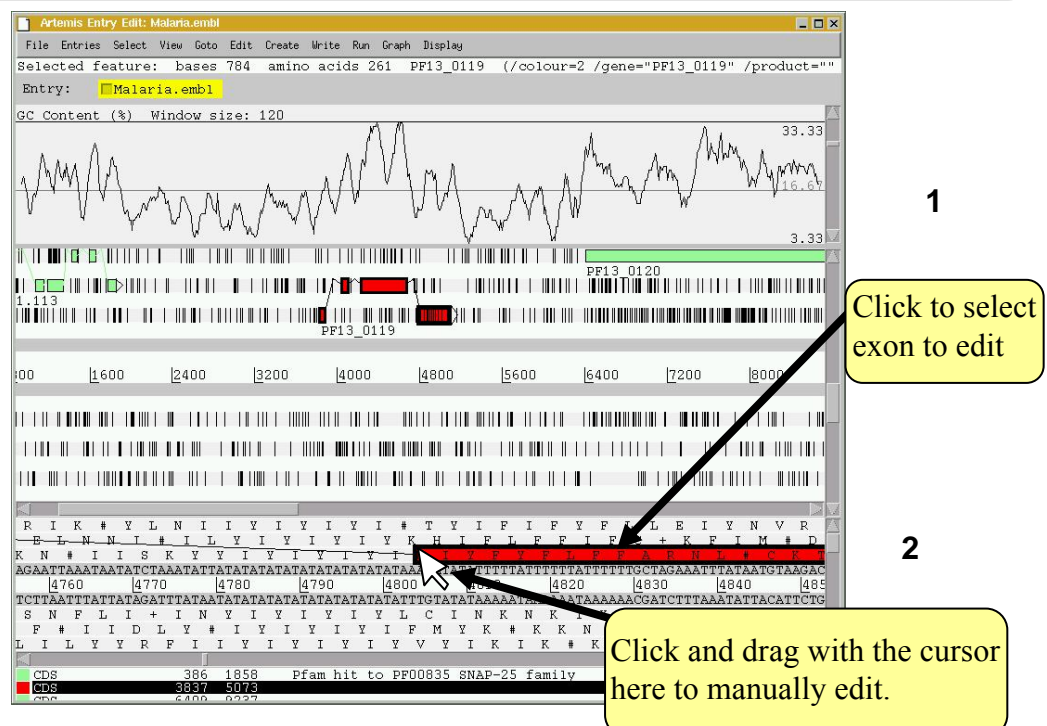 Artemis Entry Edit: Malaria.embl
File Entries Select View Goto Edit Create Write Run Graph Display
Selected feature: bases 784 amino acids 261 PF13_0119 (/colour=2 /gene="PF13_0119" /product=""
Entry: Malaria.embl
GC Content (%) Window size: 120
33.33
16.67
3.33
1
PF13_0120
1.113
PF13_0119
Click to select
exon to edit
1600 2400 3200 4000 4800 5600 6400 7200 8000
R I K # Y L N I I Y I Y I Y I # T Y I F I F Y F L E I Y N V R
E L N N I # I L Y I Y I Y I Y K H I F L F F I F + K F I M # D
K N # I I S K Y Y I Y I Y I Y I I Y F Y F L F F A R N L # C K T
2
4760 4770 4780 4790 4800 4820 4830 4840 485
S N F L I + I N Y I Y I Y I Y L C I N K N K
F # I I D L Y # I Y I Y I Y I F M Y K # K K N
L I L Y Y R F I I Y I Y I Y I Y V Y I K I K # K
Click and drag with the cursor
here to manually edit.
CDS 386 1858 Pfam hit to PF00835 SNAP-25 family
CDS 3837 5073